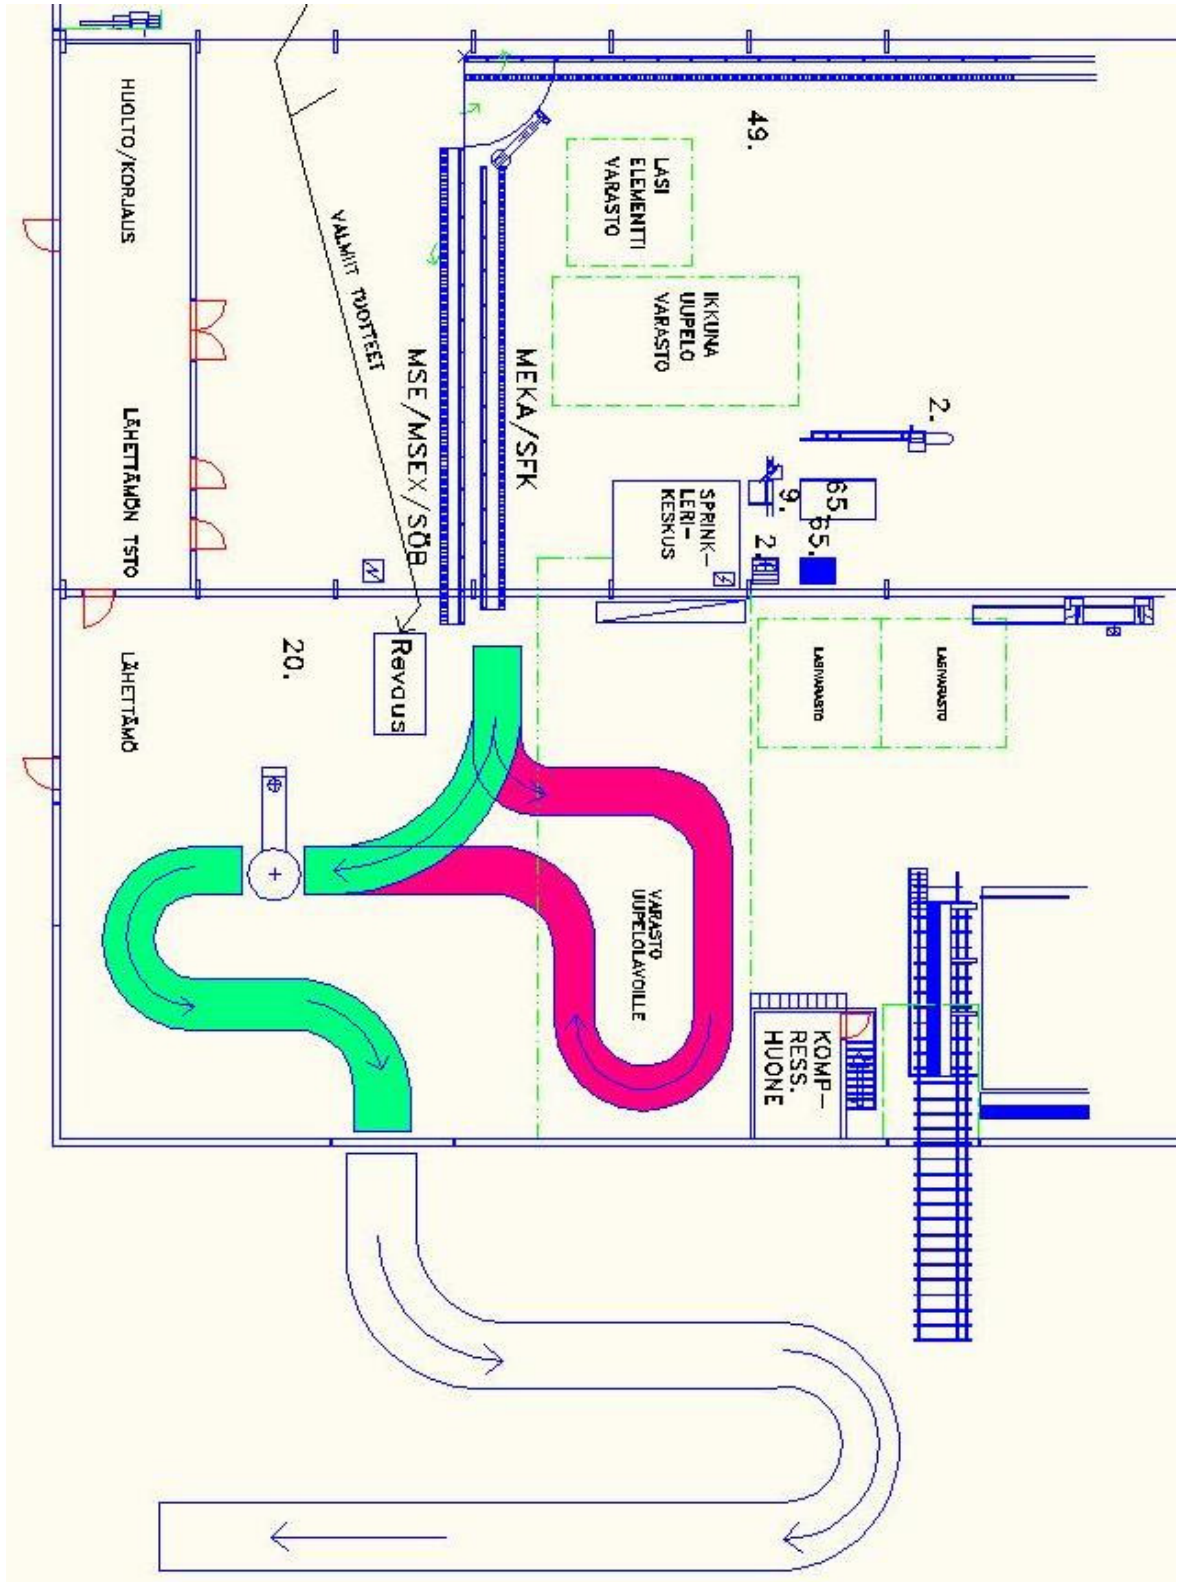 HUOLTO/KORJAUS
LÄHETTÄMÖN TSTO
LÄHETTÄMÖ
VALMIIT TUOTTEET
MSE/MSEX/SÖB
MEKA/SFK
49.
LASI
ELEMENTTI
VARASTO
IKKUNA
UUPELO
VARASTO
SPRINK-
LERI-
KESKUS
2.
9.
65.
65.
2.
20.
Revaus
LASIVARASTO
LASIVARASTO
VARASTO
UUPELOLAVOILLE
KOMP-
RESS.
HUONE